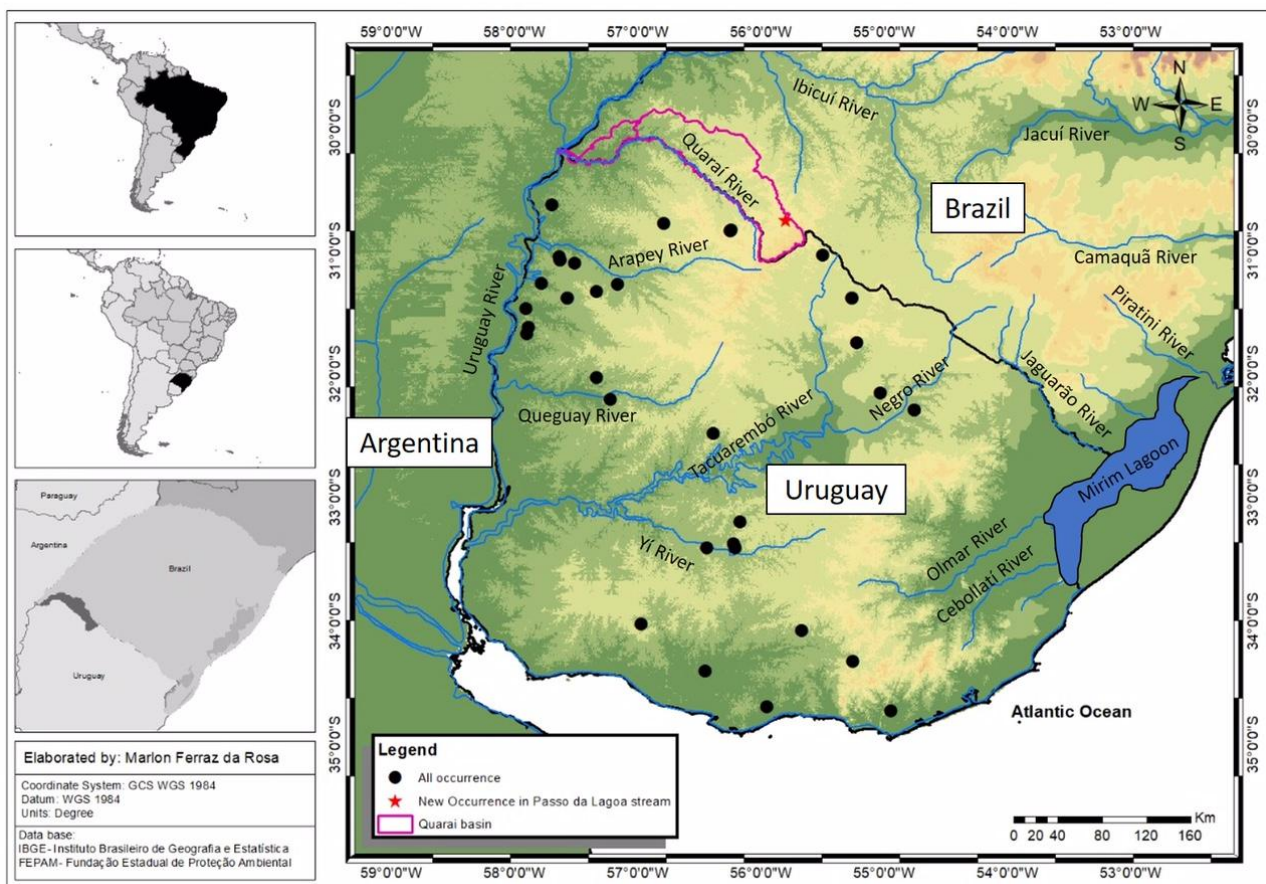 58°0'0"W
57°0'0"W
56°0'0"W
55°0'0"W
54°0'0"W
53°0'0"W
30°0'0"S
31°0'0"S
32°0'0"S
33°0'0"S
34°0'0"S
35°0'0"S
N
W
E
S
Ibicuí River
Jacuí River
Quaraí River
Brazil
Arapey River
Camaquã River
Piratini River
Uruguay River
Jaguarão River
Negro River
Queguay River
Tacuarembó River
Argentina
Mirim Lagoon
Uruguay
Yí River
Olmar River
Cebollatí River
Atlantic Ocean
Legend
All occurrence
New Occurrence in Passo da Lagoa stream
Quarai basin
Km
0 20 40 80 120 160
30°0'0"S
31°0'0"S
32°0'0"S
33°0'0"S
34°0'0"S
35°0'0"S
58°0'0"W
57°0'0"W
56°0'0"W
55°0'0"W
54°0'0"W
53°0'0"W
Paraguay
Argentina
Brazil
Uruguay
Elaborated by: Marlon Ferraz da Rosa
Coordinate System: GCS WGS 1984
Datum: WGS 1984
Units: Degree
Data base:
IBGE- Instituto Brasileiro de Geografia e Estatística
FEPAM- Fundação Estadual de Proteção Ambiental